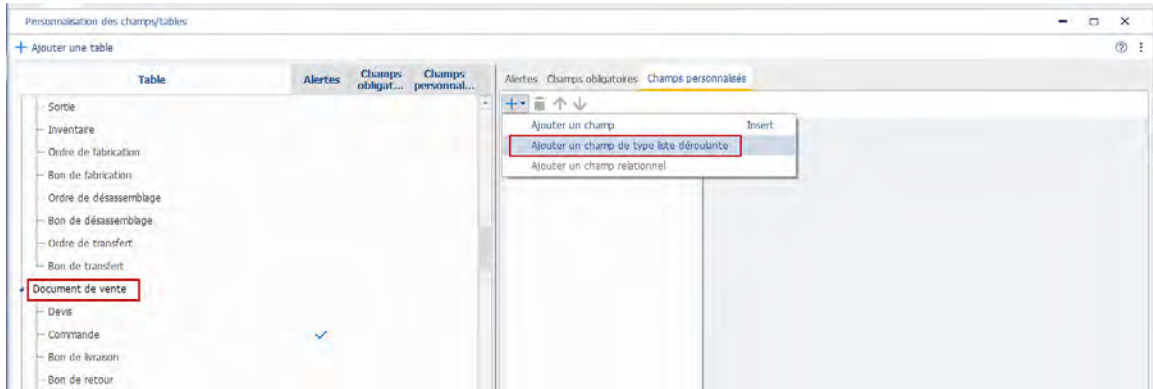 Personnalisation des champs/tables
+ Ajouter une table
Table Alertes Champs obligat... Champs personnal...
Alertes Champs obligatoires Champs personnalisés
Sortie
Inventaire
Ordre de fabrication
Bon de fabrication
Ordre de désassemblage
Bon de désassemblage
Ordre de transfert
Bon de transfert
Document de vente
Devis
Commande
Bon de livraison
Bon de retour
Ajouter un champ Insert
Ajouter un champ de type liste déroulante
Ajouter un champ relationnel